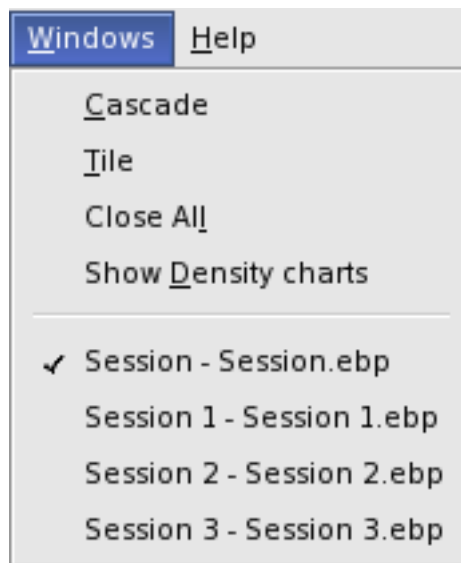 Windows Help
Cascade
Tile
Close All
Show Density charts
Session - Session.ebp
Session 1 - Session 1.ebp
Session 2 - Session 2.ebp
Session 3 - Session 3.ebp